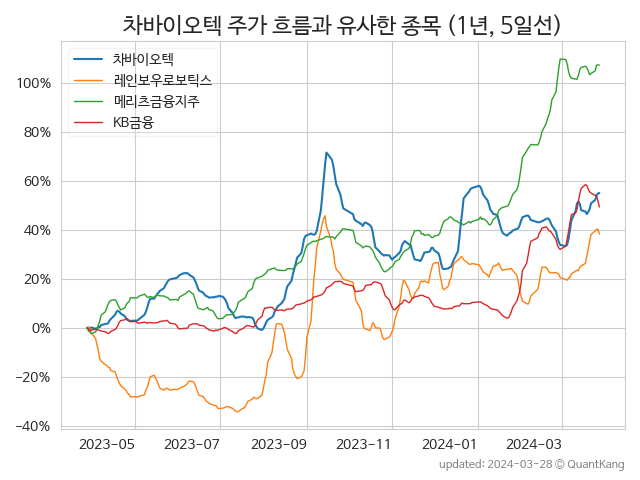 차바이오텍 주가 흐름과 유사한 종목 (1년, 5일선)
차바이오텍
레인보우로보틱스
메리츠금융지주
KB금융
100%
80%
60%
40%
20%
0%
−20%
−40%
2023-05
2023-07
2023-09
2023-11
2024-01
2024-03
updated: 2024-03-28 © QuantKang